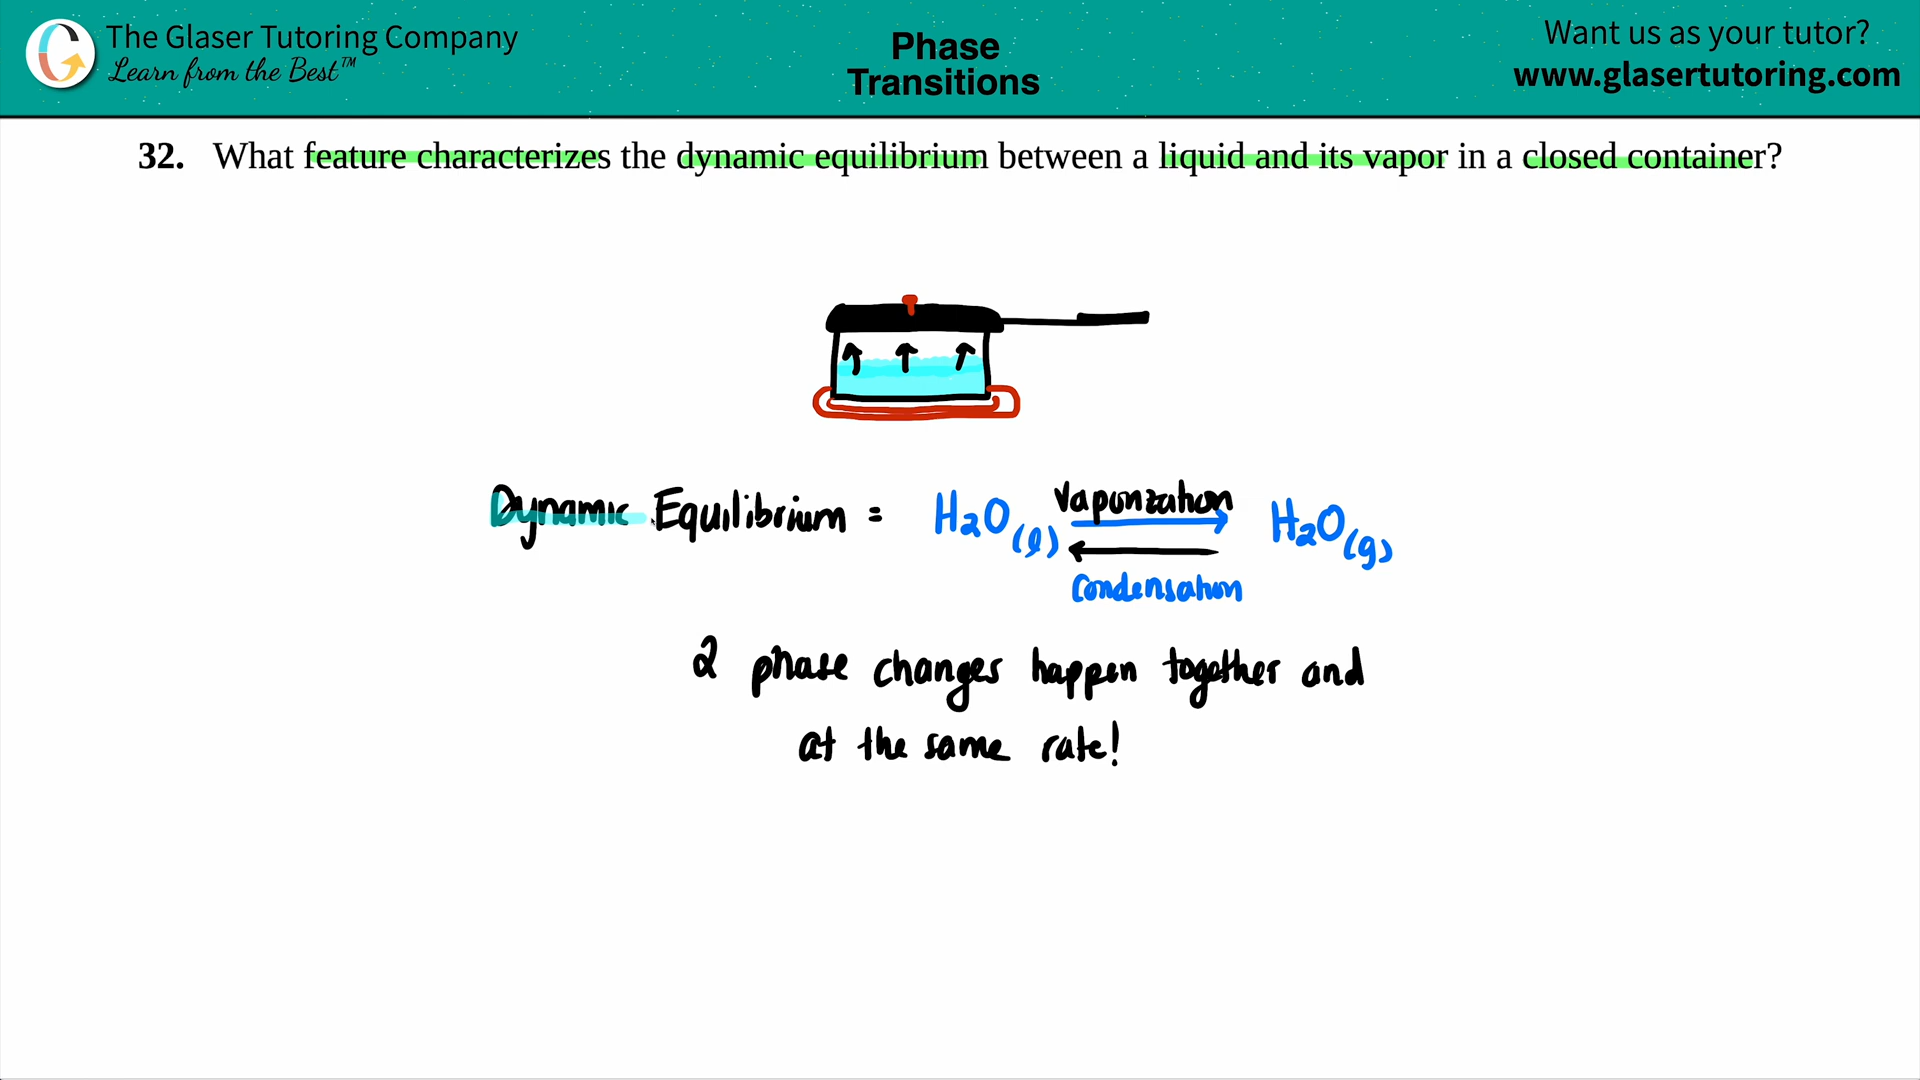 The Glaser Tutoring Company
Learn from the Best™
Phase
Transitions
Want us as your tutor?
www.glasertutoring.com
32. What feature characterizes the dynamic equilibrium between a liquid and its vapor in a closed container?
Dynamic Equilibrium = H₂O(l) Vaporization H₂O(g)
Condensation
2 phase changes happen together and
at the same rate!